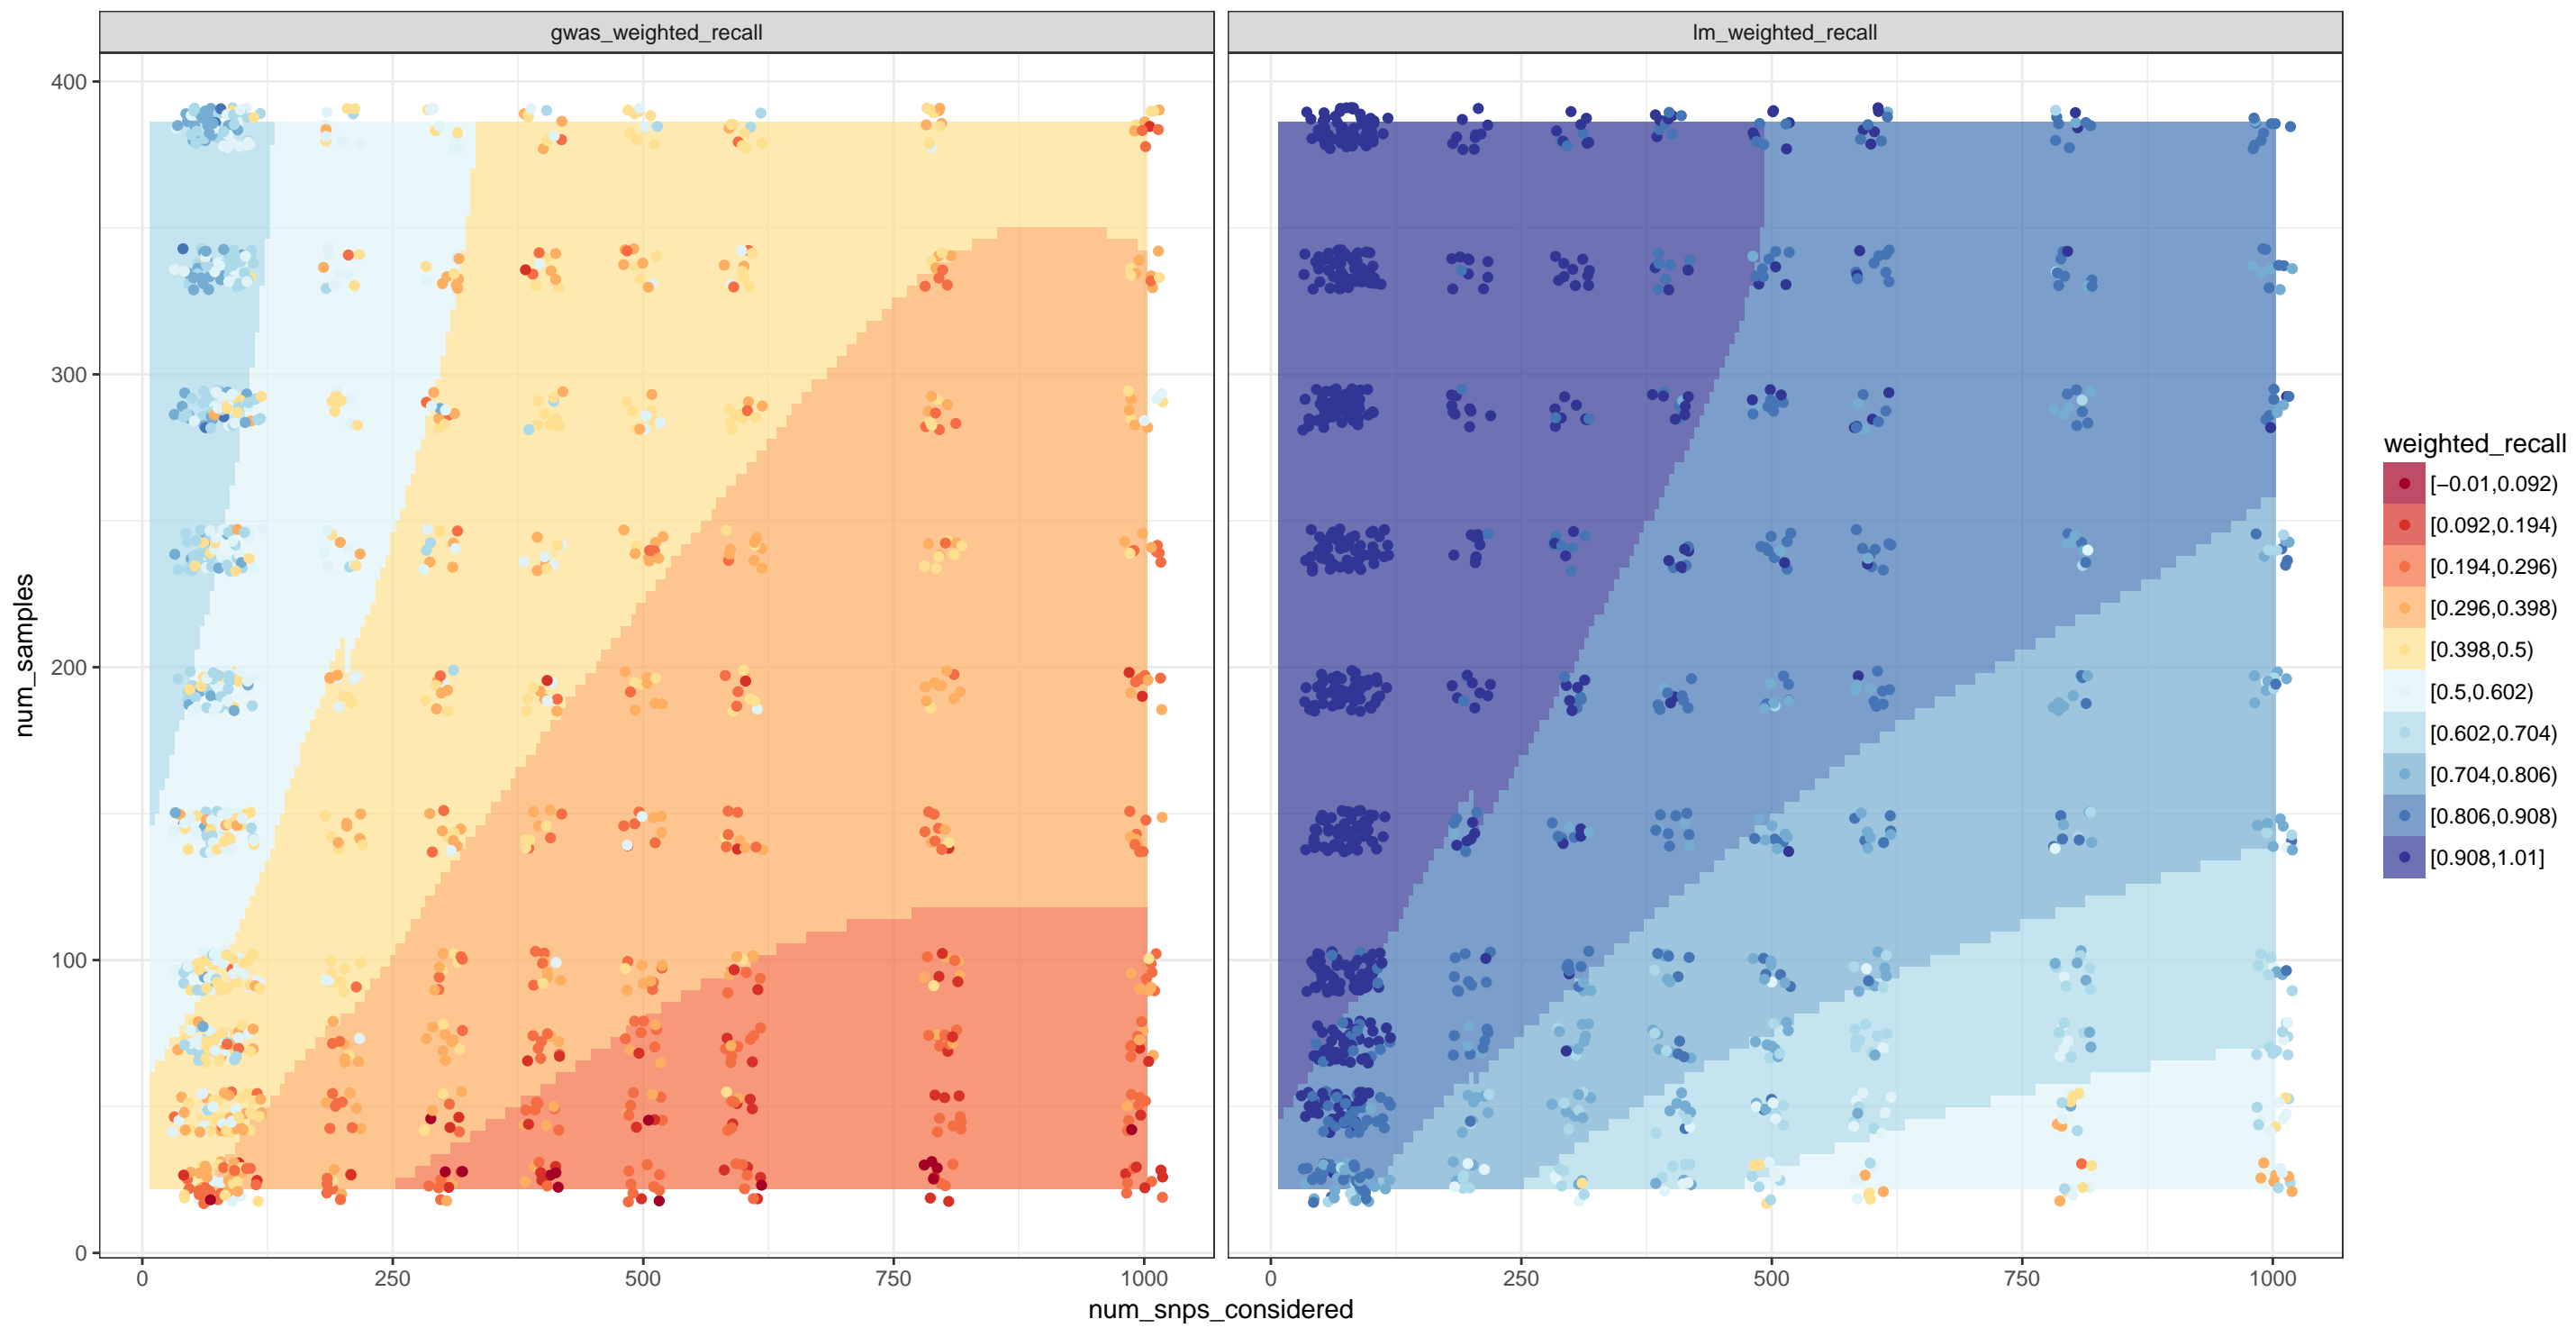 gwas_weighted_recall
lm_weighted_recall
400
300
200
100
0
num_samples
0 250 500 750 1000
0 250 500 750 1000
num_snps_considered
weighted_recall
[−0.01,0.092)
[0.092,0.194)
[0.194,0.296)
[0.296,0.398)
[0.398,0.5)
[0.5,0.602)
[0.602,0.704)
[0.704,0.806)
[0.806,0.908)
[0.908,1.01]